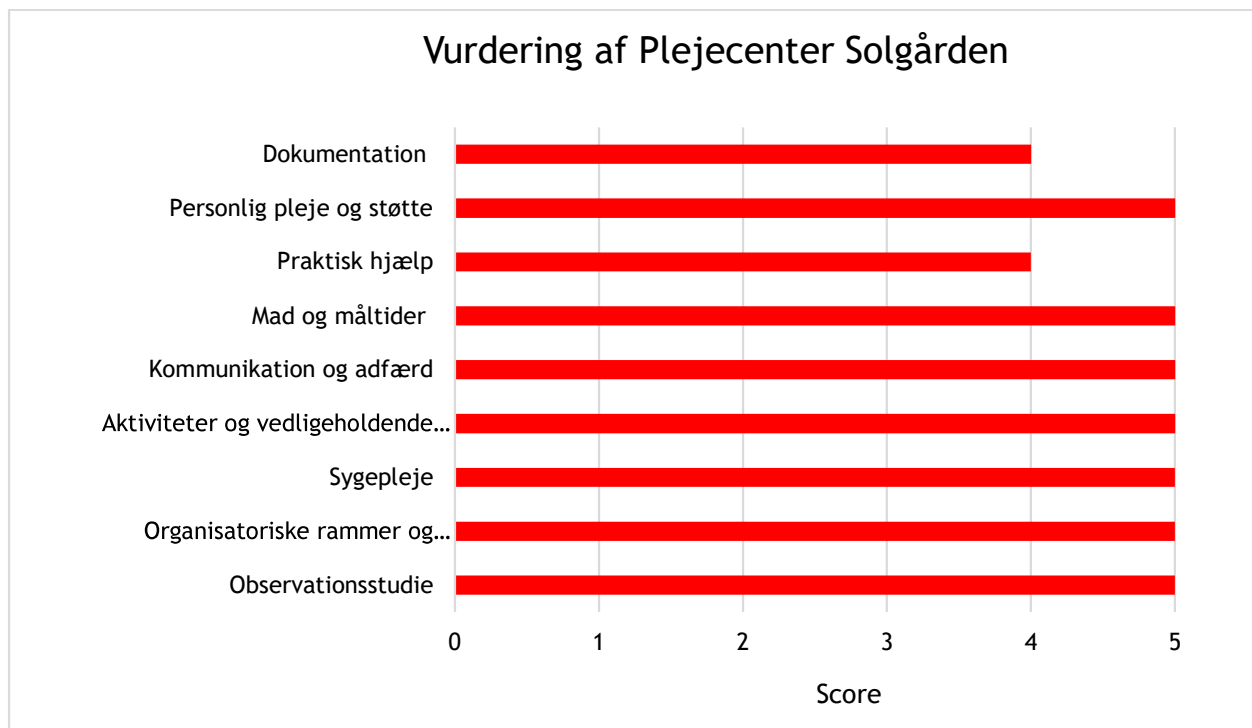 Vurdering af Plejecenter Solgården
Dokumentation
Personlig pleje og støtte
Praktisk hjælp
Mad og måltider
Kommunikation og adfærd
Aktiviteter og vedligeholdende…
Sygepleje
Organisatoriske rammer og…
Observationsstudie
0 1 2 3 4 5
Score